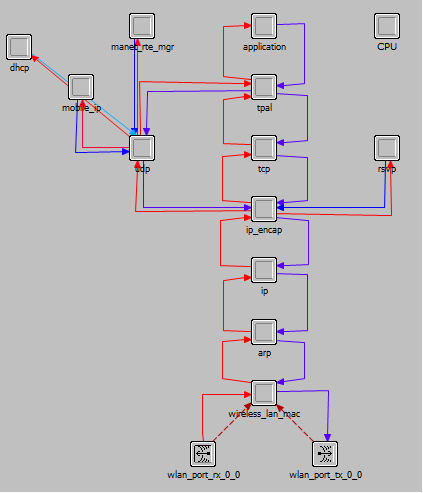 manet_rte_mgr
application
CPU
dhcp
mobile_ip
tpal
udp
tcp
rsvp
ip_encap
ip
arp
wireless_lan_mac
wlan_port_rx_0_0
wlan_port_tx_0_0